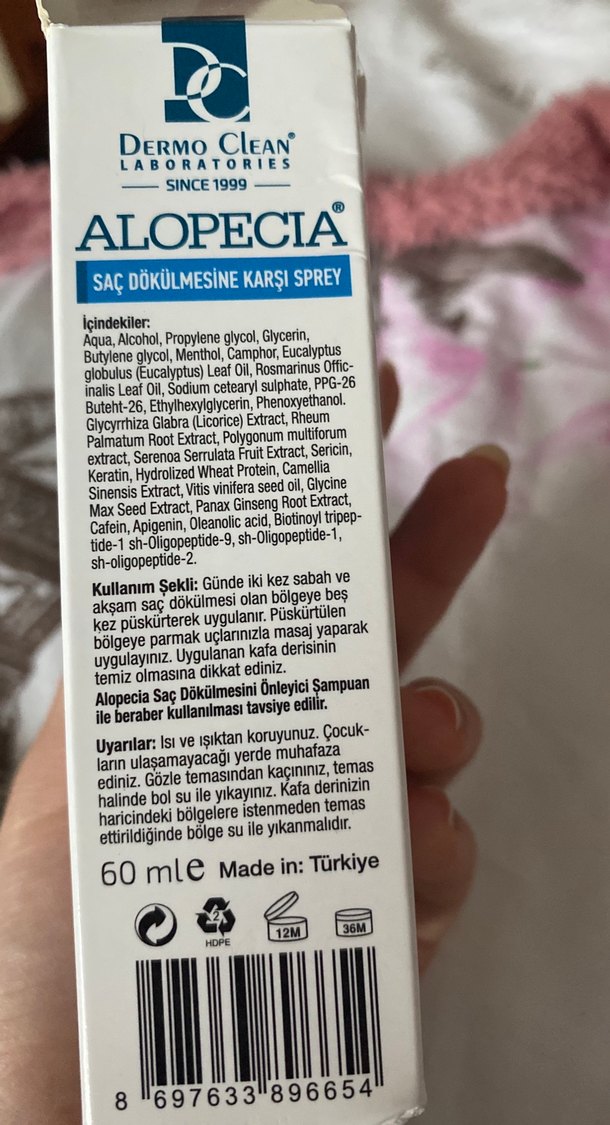 DERMO CLEAN®
LABORATORIES
SINCE 1999
ALOPECIA®
SAÇ DÖKÜLMESİNE KARŞI SPREY
İçindekiler:
Aqua, Alcohol, Propylene glycol, Glycerin,
Butylene glycol, Menthol, Camphor, Eucalyptus
globulus (Eucalyptus) Leaf Oil, Rosmarinus Offic-
inalis Leaf Oil, Sodium cetearyl sulphate, PPG-26
Buteht-26, Ethylhexylglycerin, Phenoxyethanol.
Glycyrrhiza Glabra (Licorice) Extract, Rheum
Palmatum Root Extract, Polygonum multiforum
extract, Serenoa Serrulata Fruit Extract, Sericin,
Keratin, Hydrolized Wheat Protein, Camellia
Sinensis Extract, Vitis vinifera seed oil, Glycine
Max Seed Extract, Panax Ginseng Root Extract,
Cafein, Apigenin, Oleanolic acid, Biotinoyl tripep-
tide-1 sh-Oligopeptide-9, sh-Oligopeptide-1,
sh-oligopeptide-2.
Kullanım Şekli: Günde iki kez sabah ve
akşam saç dökülmesi olan bölgeye beş
kez püskürterek uygulanır. Püskürtülen
bölgeye parmak uçlarınızla masaj yaparak
uygulayınız. Uygulanan kafa derisinin
temiz olmasına dikkat ediniz.
Alopecia Saç Dökülmesini Önleyici Şampuan
ile beraber kullanılması tavsiye edilir.
Uyarılar: Isı ve ışıktan koruyunuz. Çocuk-
ların ulaşamayacağı yerde muhafaza
ediniz. Gözle temasından kaçınınız, temas
halinde bol su ile yıkayınız. Kafa derinizin
haricindeki bölgelere istenmeden temas
ettirildiğinde bölge su ile yıkanmalıdır.
60 ml e Made in: Türkiye
2
HDPE
12M
36M
8 697633 896654